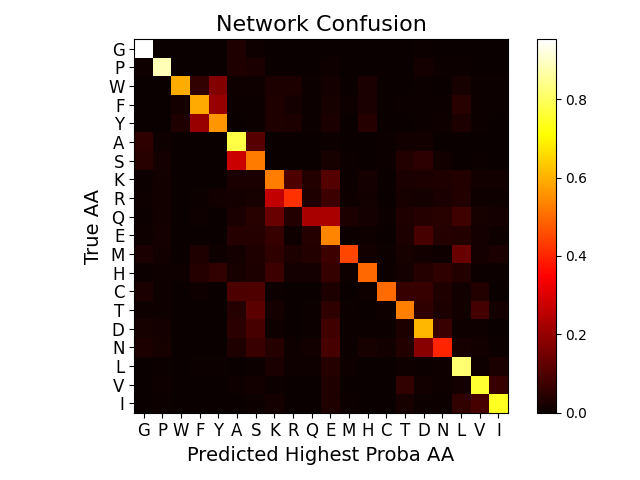 Network Confusion
True AA
G
P
W
F
Y
A
S
K
R
Q
E
M
H
C
T
D
N
L
V
I
G P W F Y A S K R Q E M H C T D N L V I
Predicted Highest Proba AA
0.8
0.6
0.4
0.2
0.0